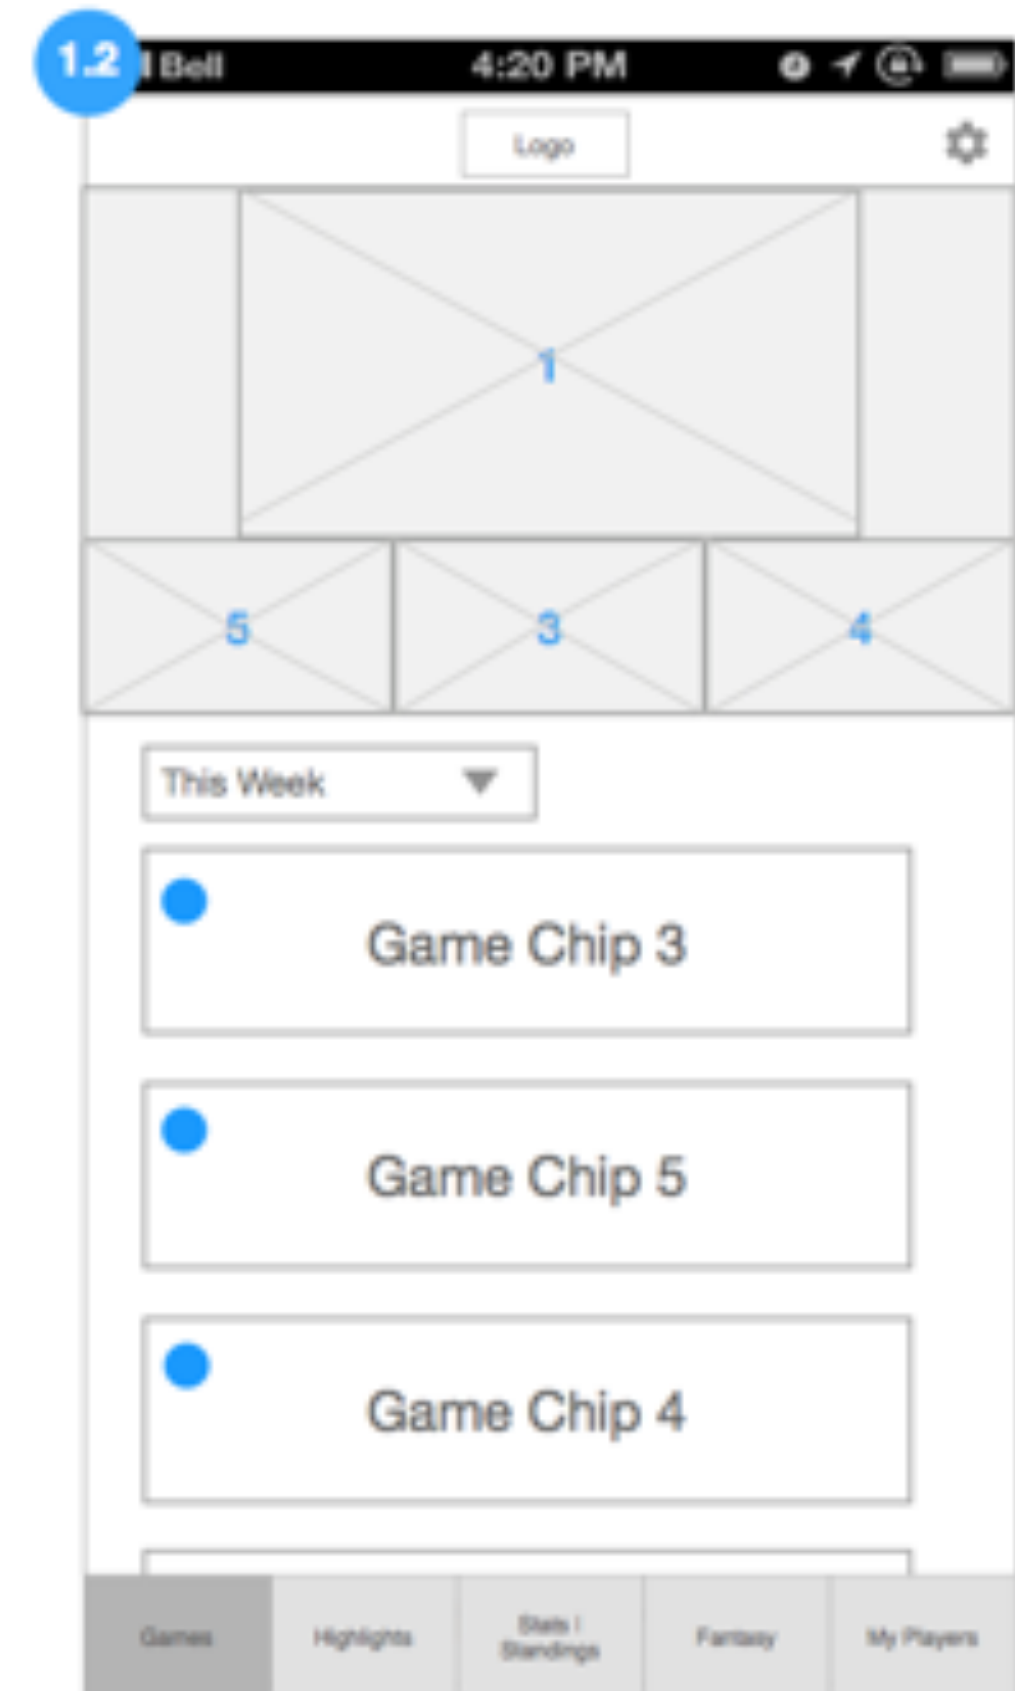 1.2
Bell 4:20 PM
Logo
1
5 3 4
This Week
Game Chip 3
Game Chip 5
Game Chip 4
Games Highlights Stats | Standings Fantasy My Players